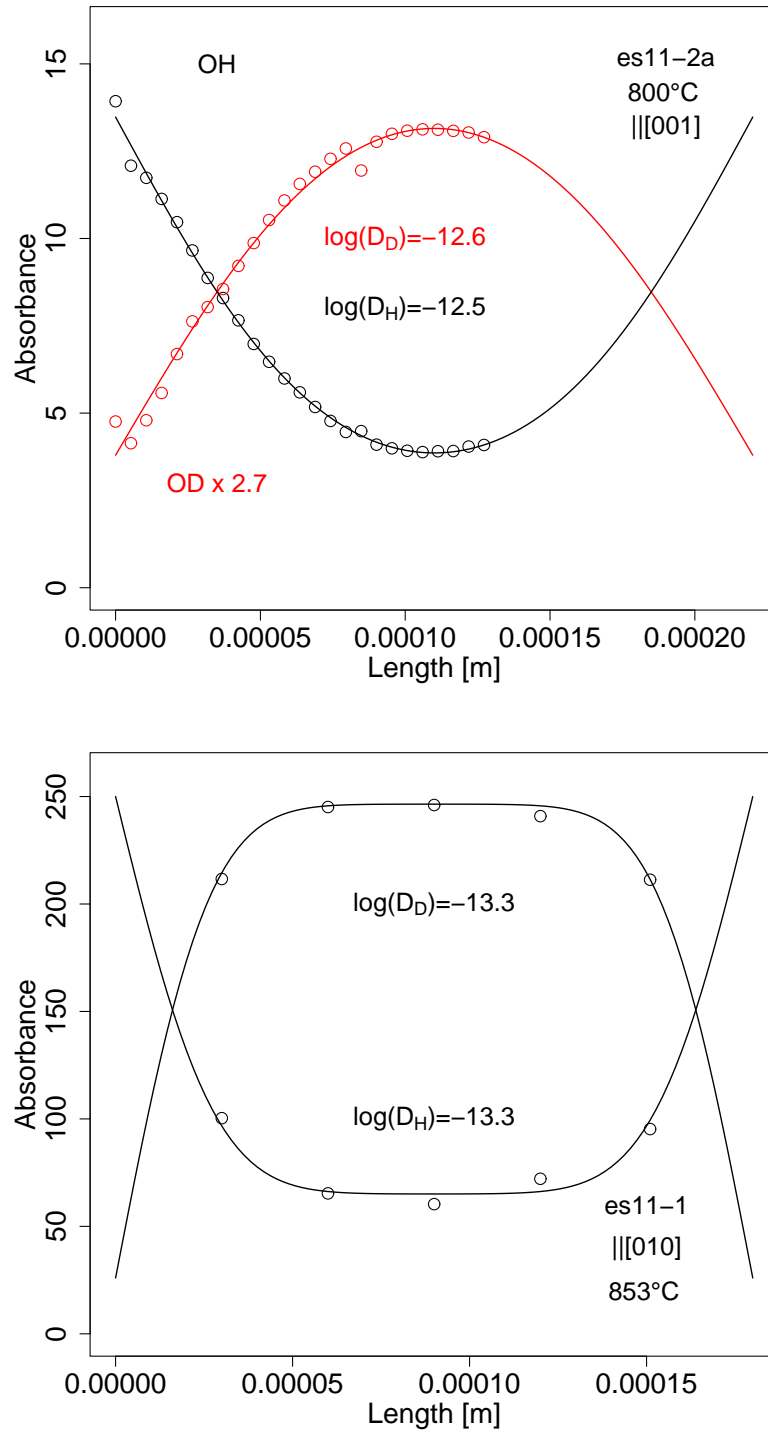 OH
es11−2a
800°C
||[001]
15
10
5
0
Absorbance
log(D_D)=−12.6
log(D_H)=−12.5
OD x 2.7
0.00000 0.00005 0.00010 0.00015 0.00020
Length [m]
250
200
150
100
50
0
Absorbance
log(D_D)=−13.3
log(D_H)=−13.3
es11−1
||[010]
853°C
0.00000 0.00005 0.00010 0.00015
Length [m]